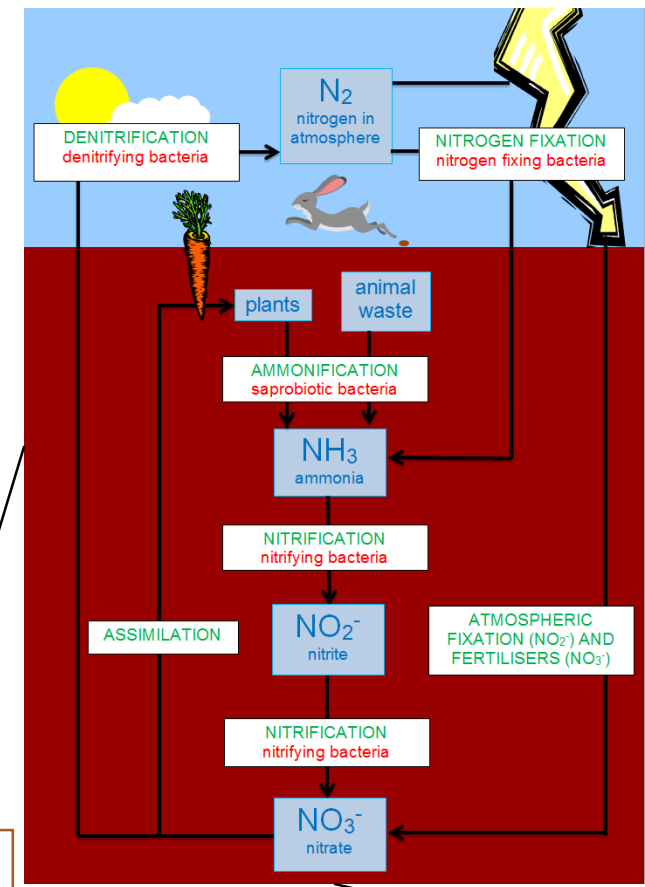 N₂
nitrogen in
atmosphere
DENITRIFICATION
denitrifying bacteria
NITROGEN FIXATION
nitrogen fixing bacteria
plants
animal
waste
AMMONIFICATION
saprobiotic bacteria
NH₃
ammonia
NITRIFICATION
nitrifying bacteria
NO₂⁻
nitrite
ASSIMILATION
ATMOSPHERIC
FIXATION (NO₂⁻) AND
FERTILISERS (NO₃⁻)
NITRIFICATION
nitrifying bacteria
NO₃⁻
nitrate